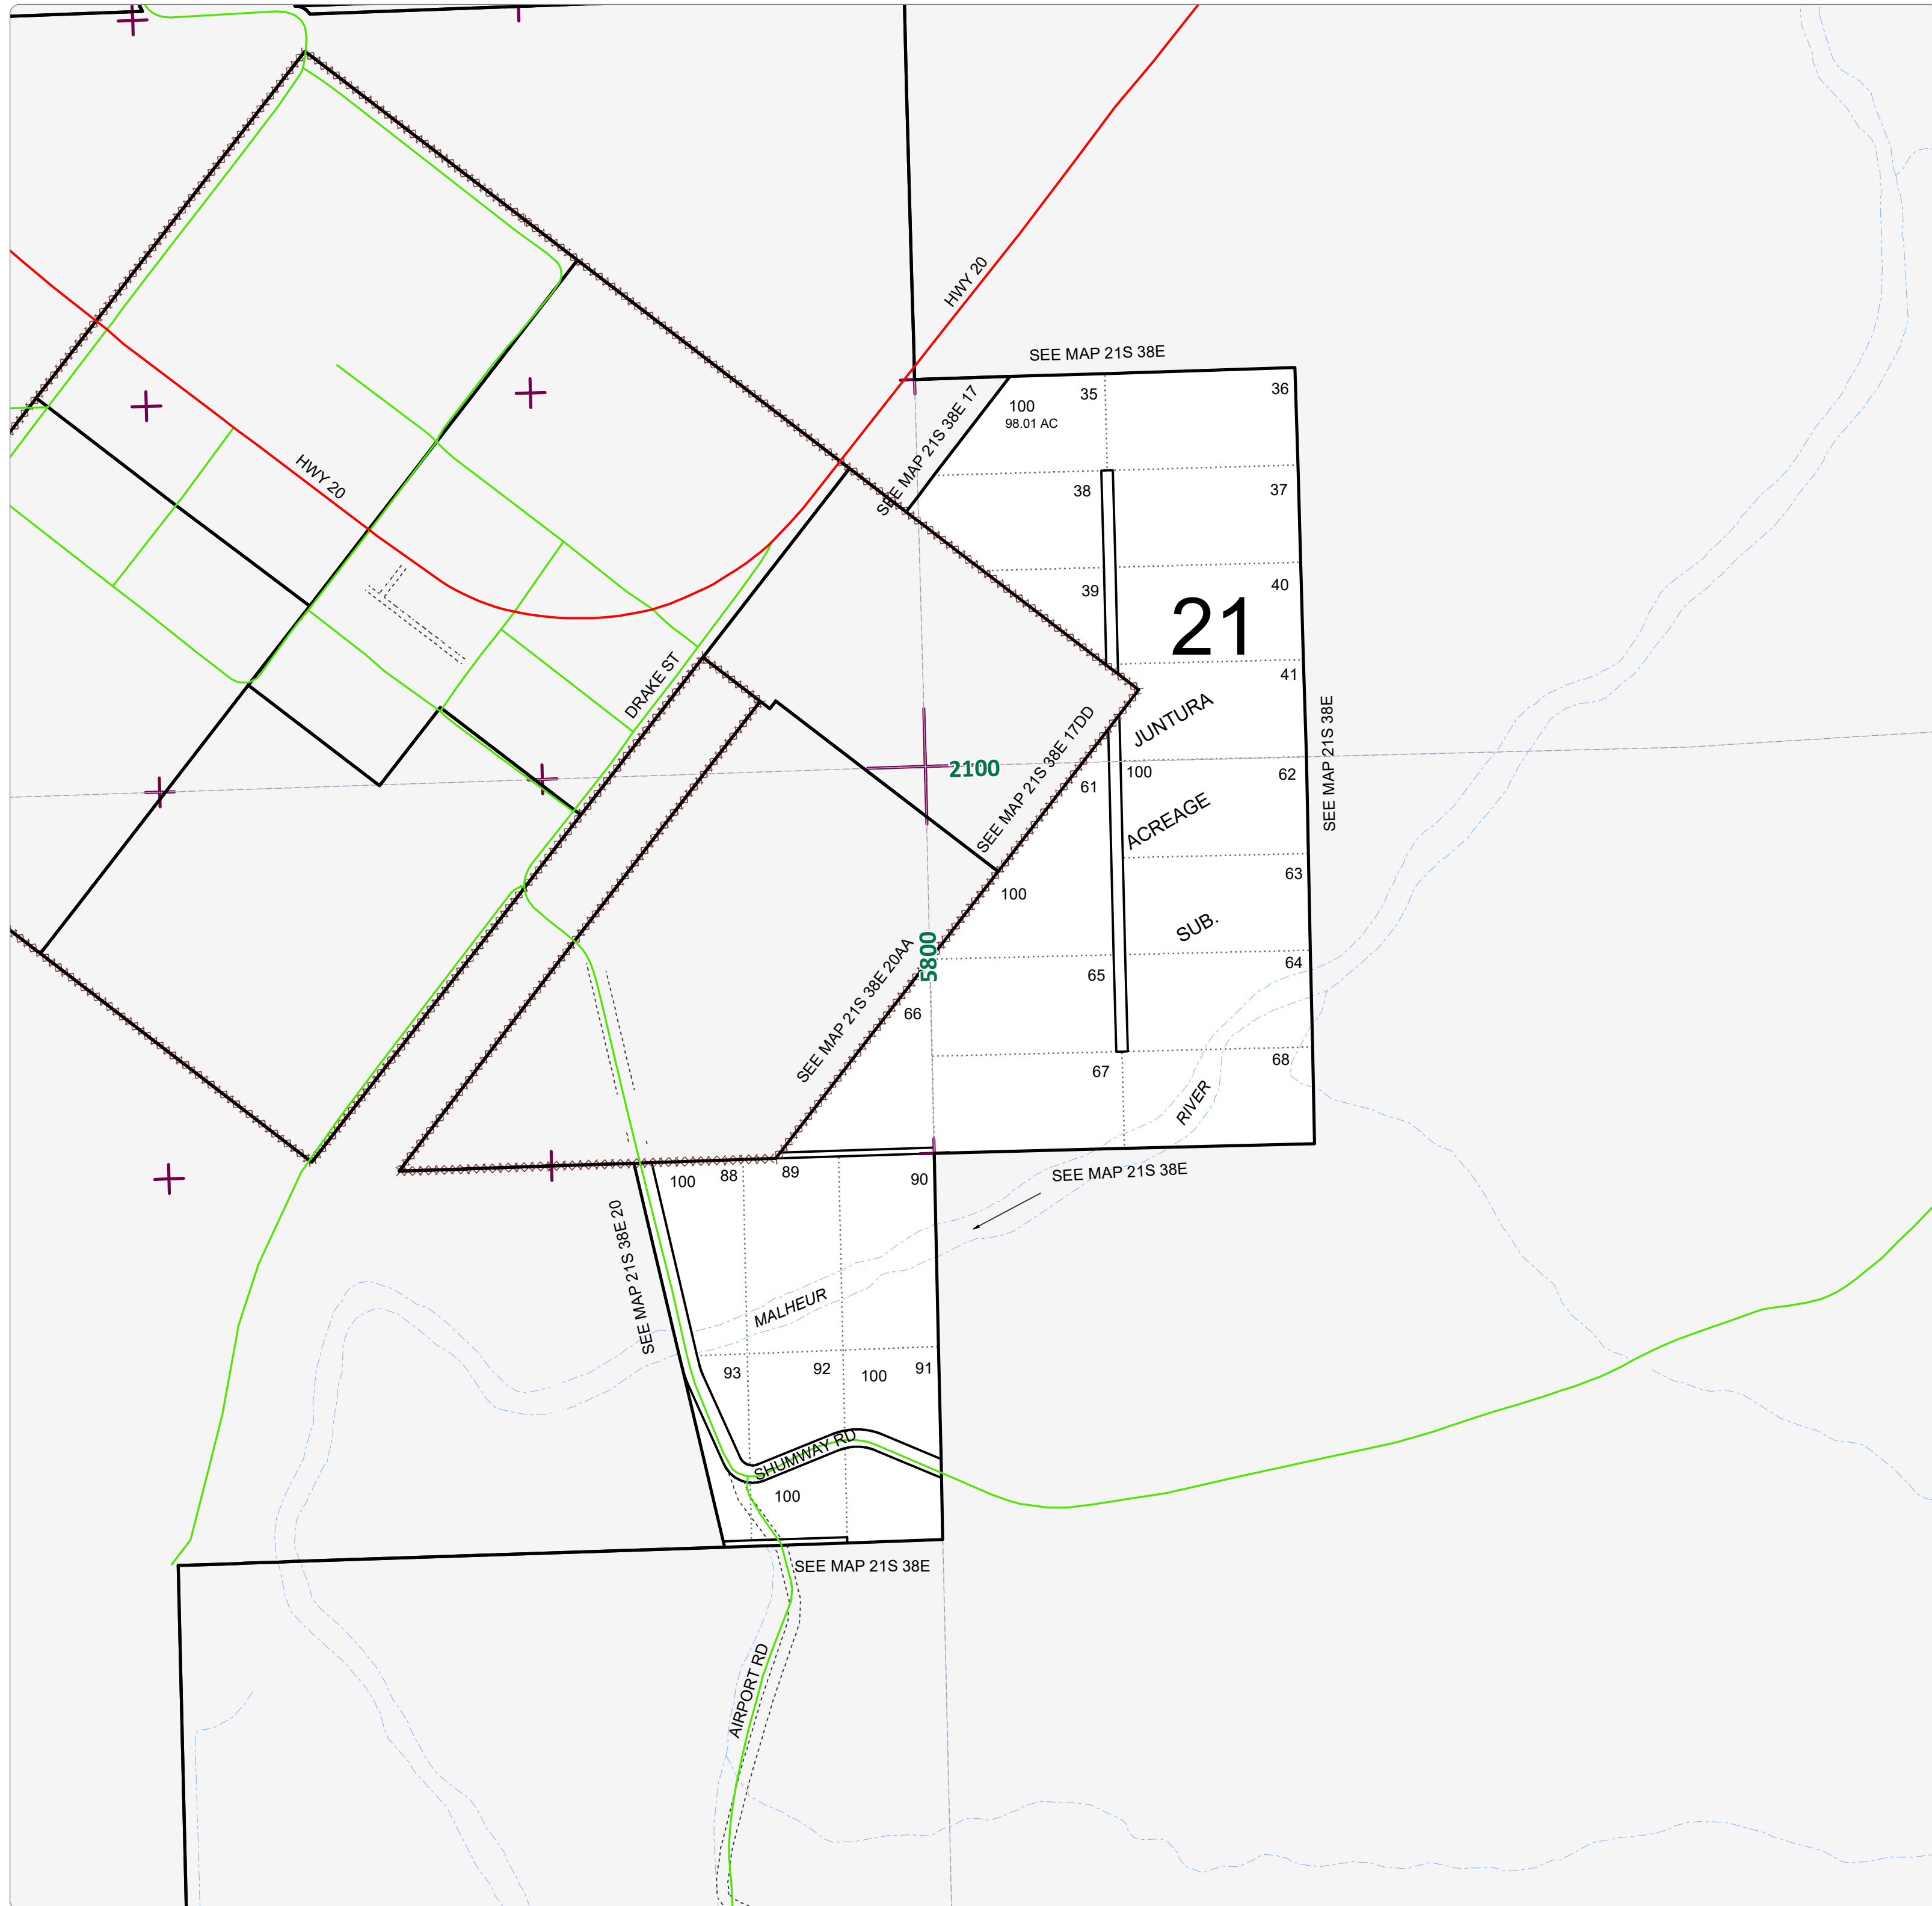 HWY 20
SEE MAP 21S 38E
SEE MAP 21S 38E 17
100
98.01 AC
35
36
HWY 20
38
37
39
40
21
41
DRAKE ST
JUNTURA
SEE MAP 21S 38E 17DD
SEE MAP 21S 38E
2100
100
62
61
ACREAGE
63
100
SUB.
5800
SEE MAP 21S 38E 20AA
64
65
66
67
68
RIVER
SEE MAP 21S 38E
100
88
89
90
SEE MAP 21S 38E 20
MALHEUR
93
92
100
91
SHUMWAY RD
100
SEE MAP 21S 38E
AIRPORT RD